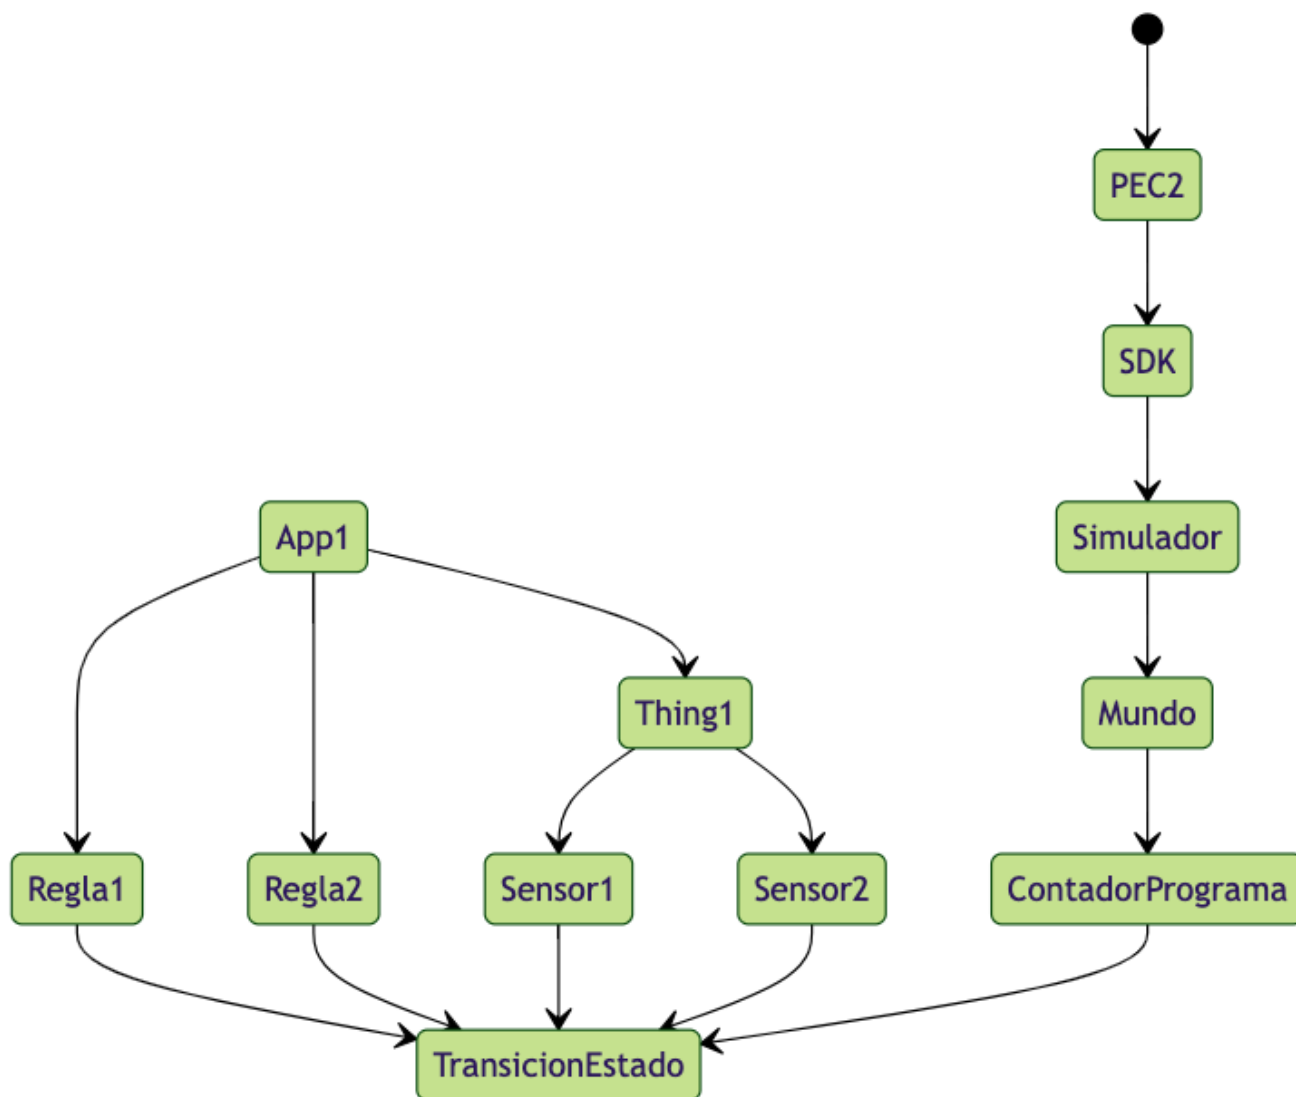 PEC2
SDK
App1
Simulador
Thing1
Mundo
Regla1
Regla2
Sensor1
Sensor2
ContadorPrograma
TransicionEstado